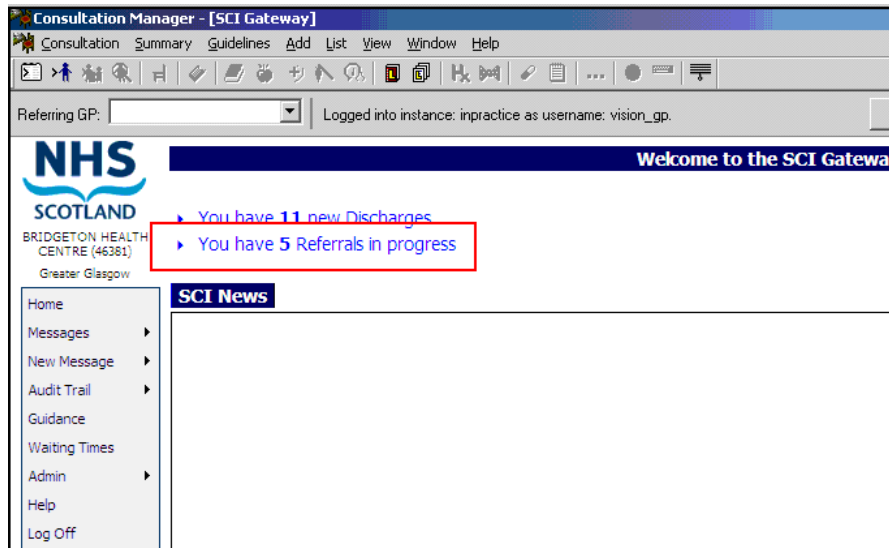 Consultation Manager - [SCI Gateway]
Consultation Summary Guidelines Add List View Window Help
Referring GP: Logged into instance: inpractice as username: vision_gp.
NHS
SCOTLAND
BRIDGETON HEALTH
CENTRE (46381)
Greater Glasgow
Welcome to the SCI Gatewa
You have 11 new Discharges
You have 5 Referrals in progress
SCI News
Home
Messages
New Message
Audit Trail
Guidance
Waiting Times
Admin
Help
Log Off